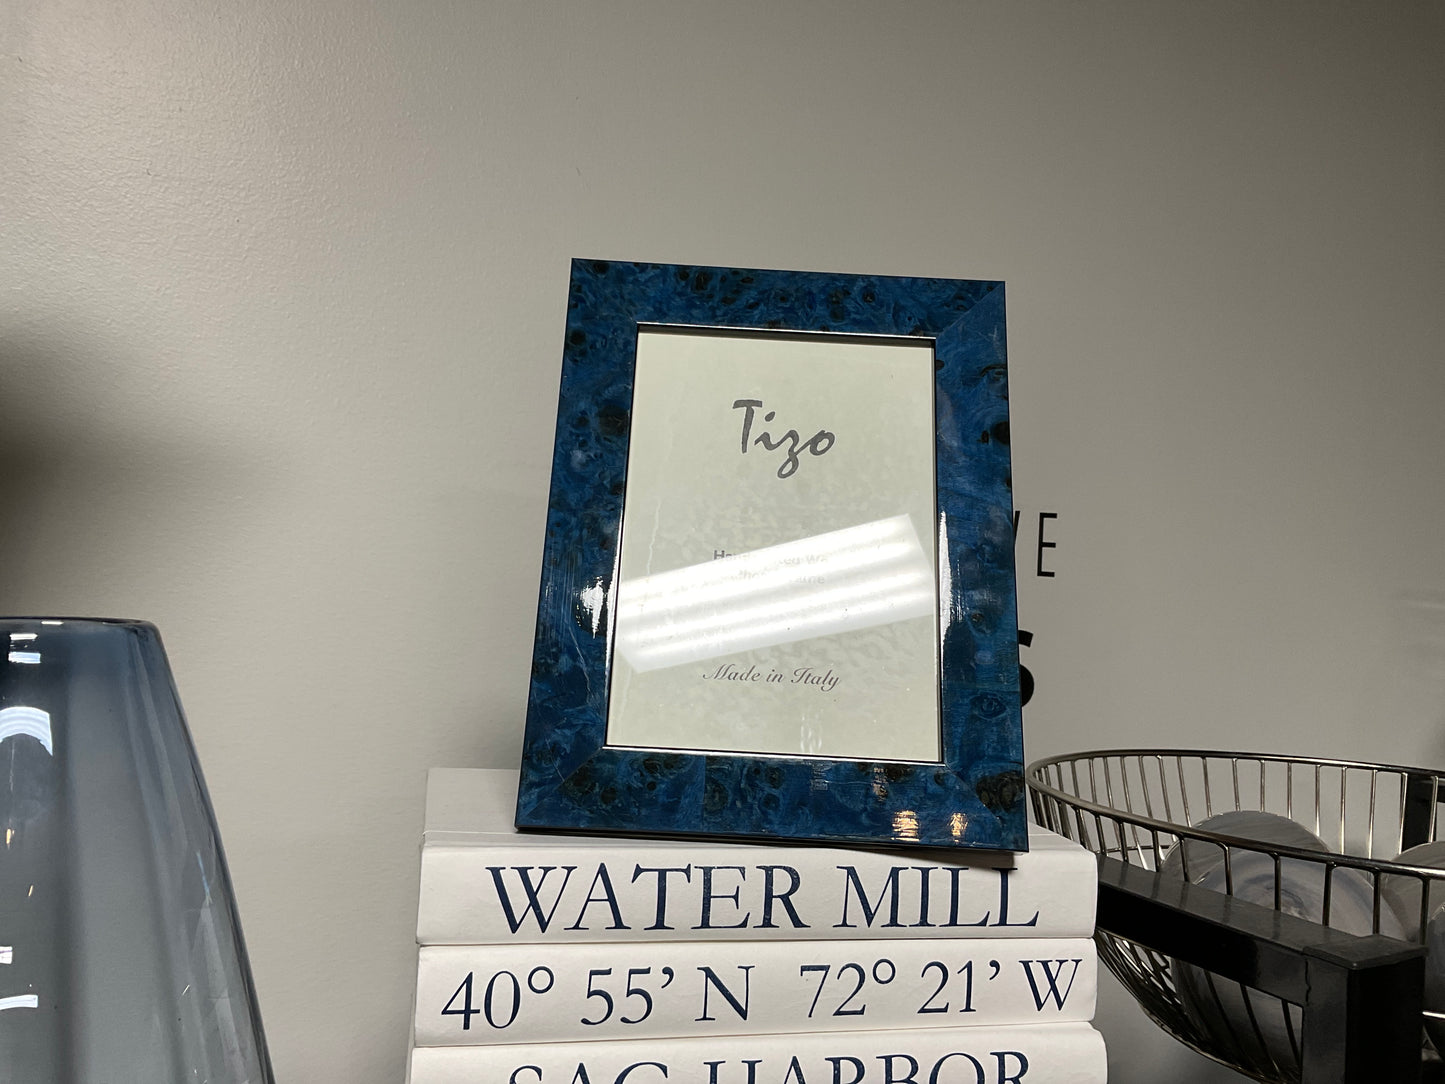 Tizo
Made in Italy
WATER MILL
40° 55’ N 72° 21’ W
SAG HARBOR